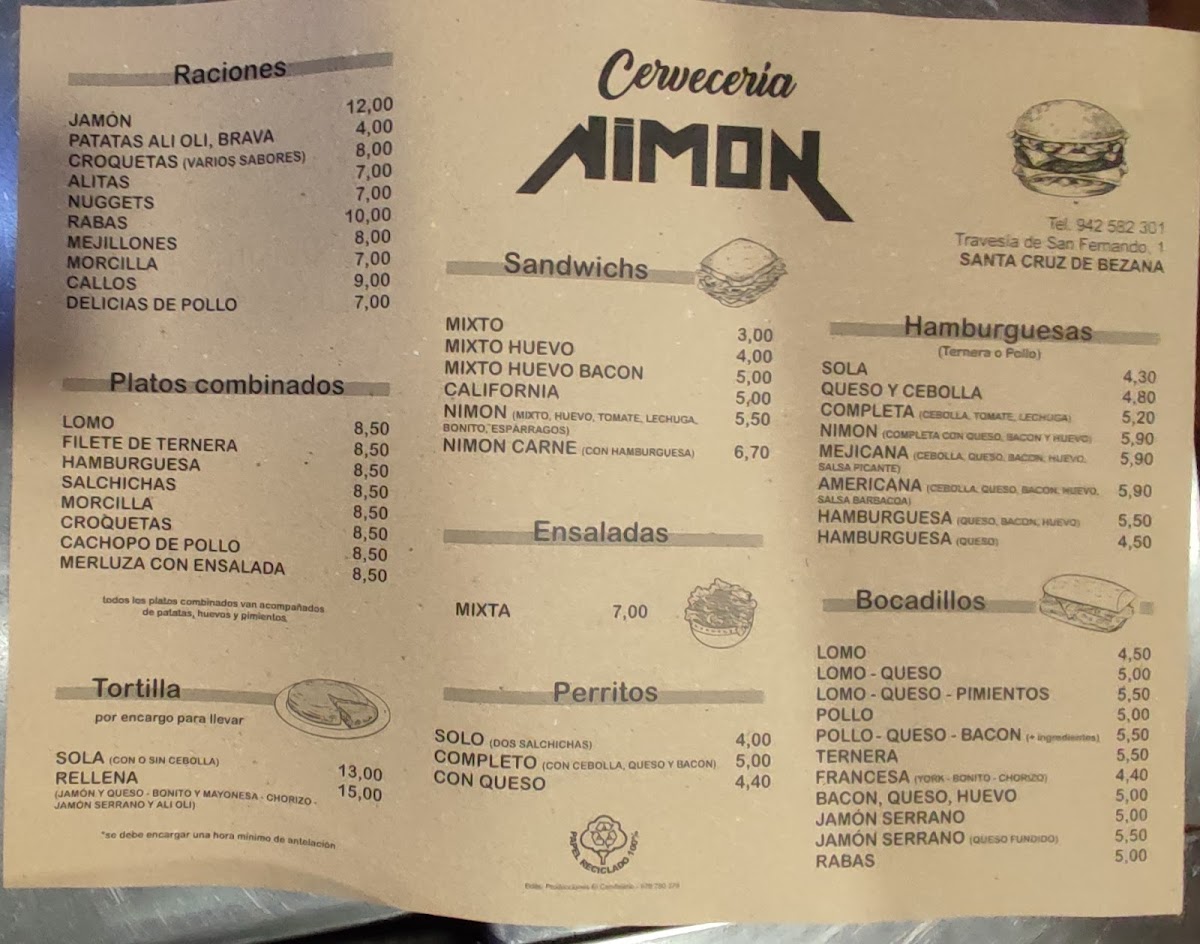 Raciones
JAMÓN 12,00
PATATAS ALI OLI, BRAVA 4,00
CROQUETAS (VARIOS SABORES) 8,00
ALITAS 7,00
NUGGETS 7,00
RABAS 10,00
MEJILLONES 8,00
MORCILLA 7,00
CALLOS 9,00
DELICIAS DE POLLO 7,00
Platos combinados
LOMO 8,50
FILETE DE TERNERA 8,50
HAMBURGUESA 8,50
SALCHICHAS 8,50
MORCILLA 8,50
CROQUETAS 8,50
CACHOPO DE POLLO 8,50
MERLUZA CON ENSALADA 8,50
todos los platos combinados van acompañados
de patatas, huevos y pimientos
Tortilla
por encargo para llevar
SOLA (CON O SIN CEBOLLA) 13,00
RELLENA 15,00
(JAMÓN Y QUESO - BONITO Y MAYONESA - CHORIZO -
JAMÓN SERRANO Y ALI OLI)
*se debe encargar una hora mínimo de antelación
Cervecería
NIMON
Sandwichs
MIXTO 3,00
MIXTO HUEVO 4,00
MIXTO HUEVO BACON 5,00
CALIFORNIA 5,00
NIMON (MIXTO, HUEVO, TOMATE, LECHUGA, 5,50
BONITO, ESPÁRRAGOS)
NIMON CARNE (CON HAMBURGUESA) 6,70
Ensaladas
MIXTA 7,00
Perritos
SOLO (DOS SALCHICHAS) 4,00
COMPLETO (CON CEBOLLA, QUESO Y BACON) 5,00
CON QUESO 4,40
PAPEL RECICLADO 100%
Tel. 942 582 301
Travesía de San Fernando, 1
SANTA CRUZ DE BEZANA
Hamburguesas
(Ternera o Pollo)
SOLA 4,30
QUESO Y CEBOLLA 4,80
COMPLETA (CEBOLLA, TOMATE, LECHUGA) 5,20
NIMON (COMPLETA CON QUESO, BACON Y HUEVO) 5,90
MEJICANA (CEBOLLA, QUESO, BACON, HUEVO, 5,90
SALSA PICANTE)
AMERICANA (CEBOLLA, QUESO, BACON, HUEVO, 5,90
SALSA BARBACOA)
HAMBURGUESA (QUESO, BACON, HUEVO) 5,50
HAMBURGUESA (QUESO) 4,50
Bocadillos
LOMO 4,50
LOMO - QUESO 5,00
LOMO - QUESO - PIMIENTOS 5,50
POLLO 5,00
POLLO - QUESO - BACON (+ ingredientes) 5,50
TERNERA 5,50
FRANCESA (YORK - BONITO - CHORIZO) 4,40
BACON, QUESO, HUEVO 5,00
JAMÓN SERRANO 5,00
JAMÓN SERRANO (QUESO FUNDIDO) 5,50
RABAS 5,00